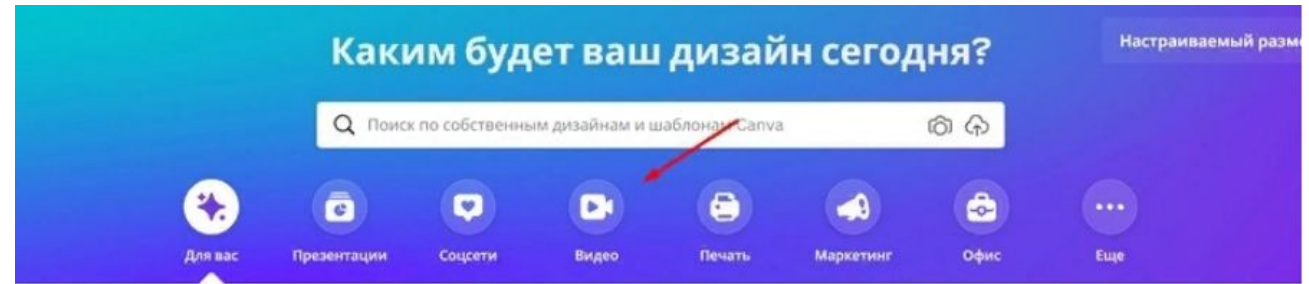 Каким будет ваш дизайн сегодня?
Настраиваемый разме
Поиск по собственным дизайнам и шаблонам Canva
Для вас
Презентации
Соцсети
Видео
Печать
Маркетинг
Офис
Еще